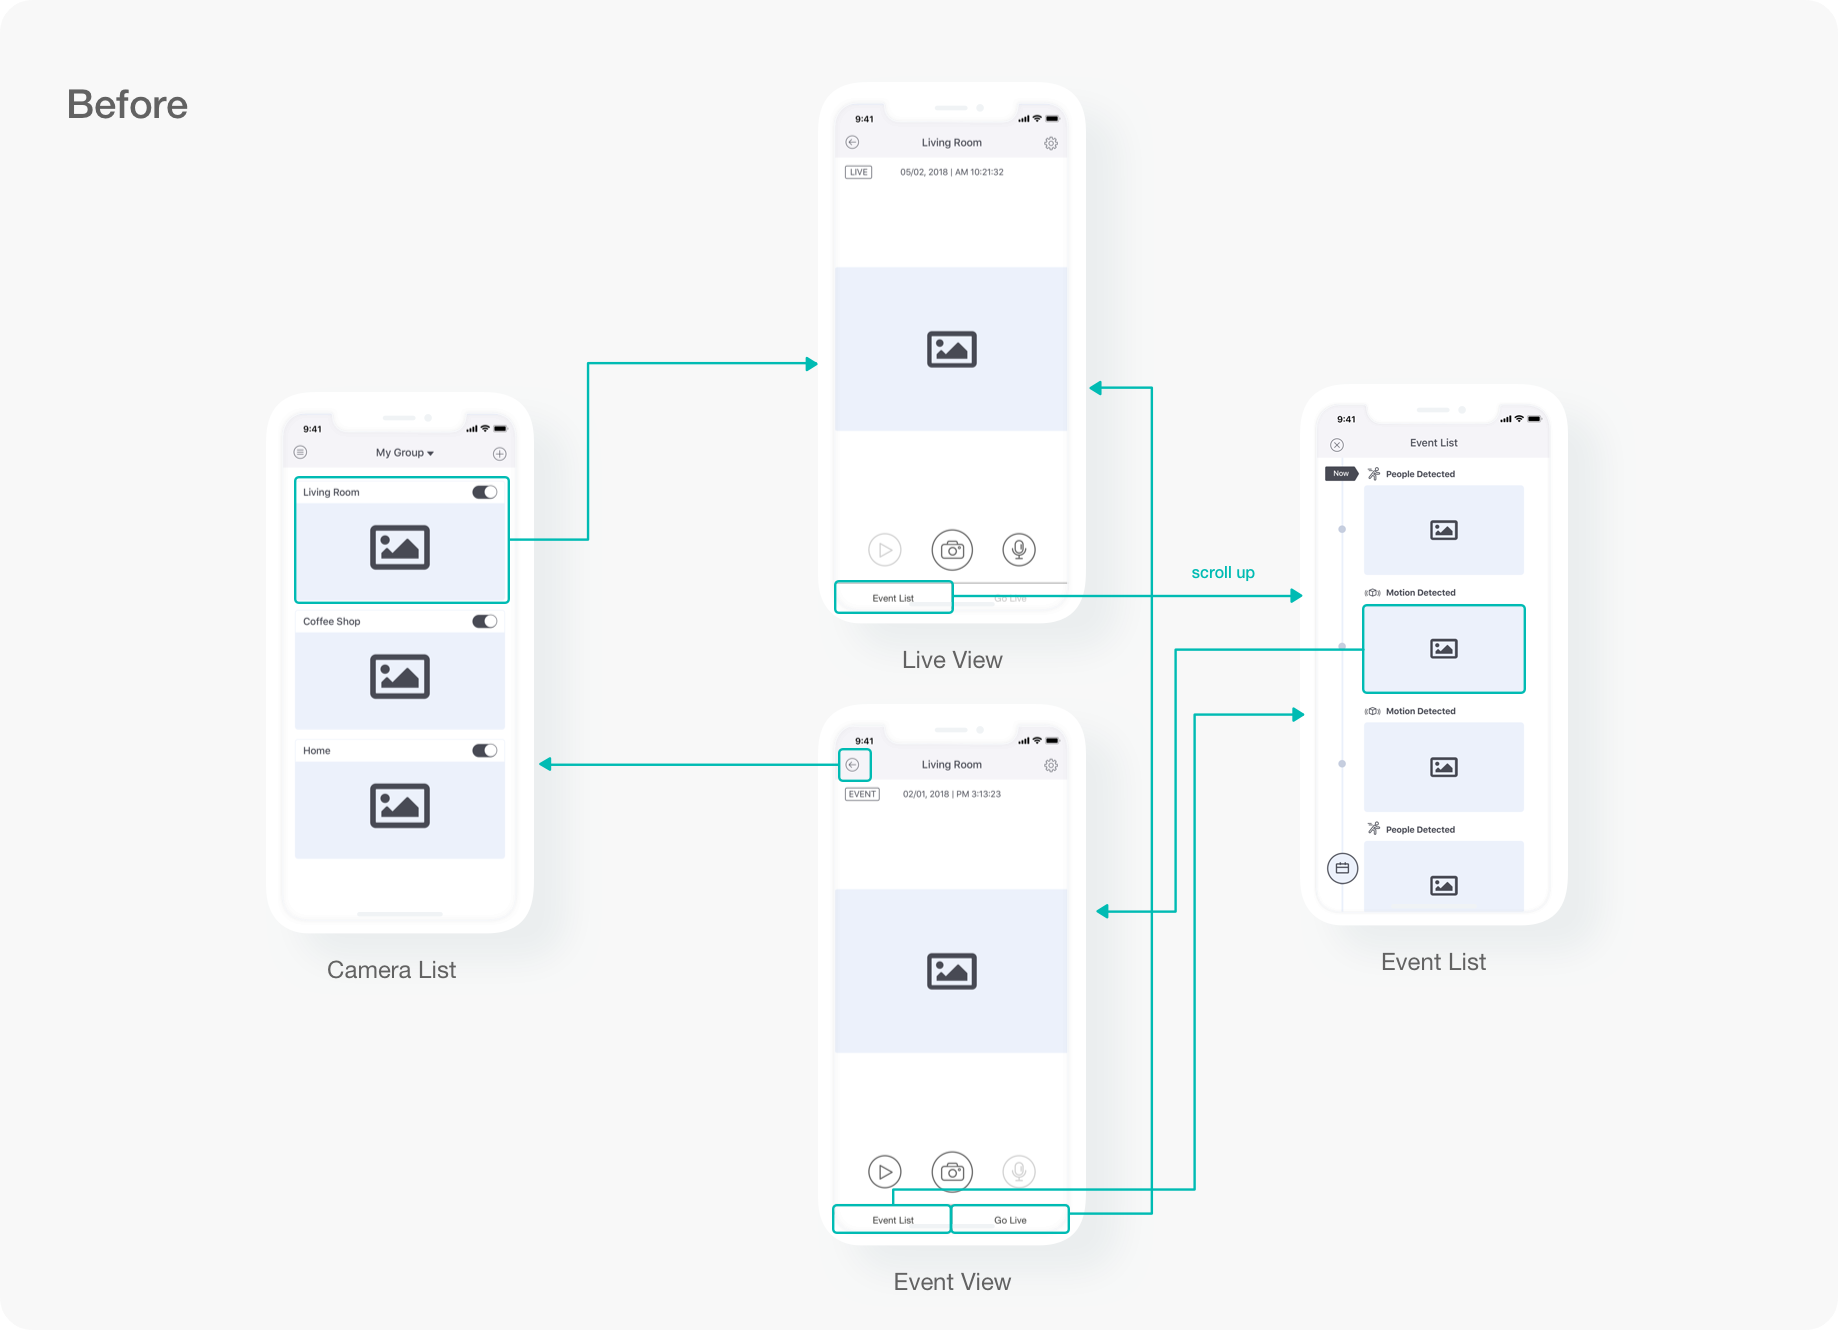 Before
9:41
Living Room
LIVE
05/02, 2018 | AM 10:21:32
Event List
Go Live
Live View
9:41
My Group
Living Room
Coffee Shop
Home
Camera List
scroll up
9:41
Event List
Now
People Detected
Motion Detected
Motion Detected
People Detected
Event List
9:41
Living Room
EVENT
02/01, 2018 | PM 3:13:23
Event List
Go Live
Event View